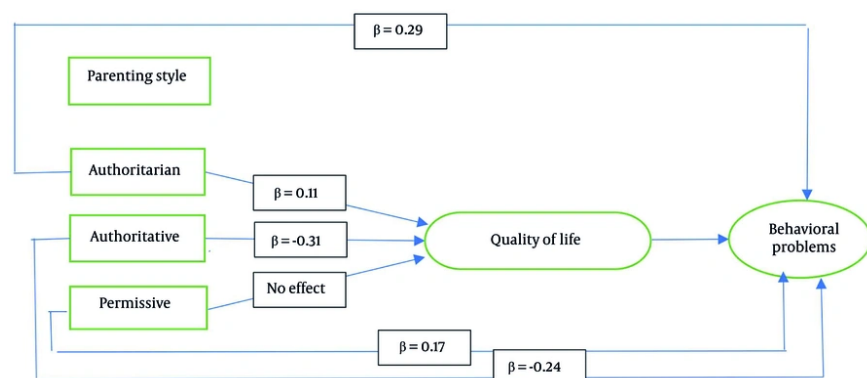 β = 0.29
Parenting style
Authoritarian
β = 0.11
Authoritative
β = -0.31
Quality of life
Behavioral
problems
No effect
Permissive
β = 0.17
β = -0.24